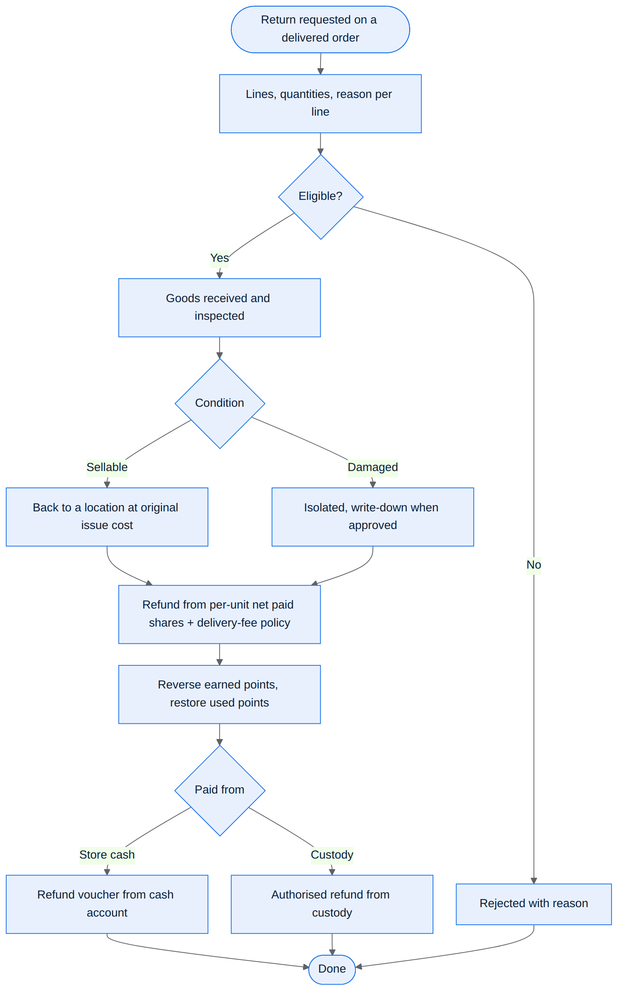 Return requested on a
delivered order
Lines, quantities, reason per
line
Eligible?
Yes
Goods received and
inspected
Condition
Sellable
Damaged
Back to a location at original
issue cost
Isolated, write-down when
approved
No
Refund from per-unit net paid
shares + delivery-fee policy
Reverse earned points,
restore used points
Paid from
Store cash
Custody
Refund voucher from cash
account
Authorised refund from
custody
Rejected with reason
Done